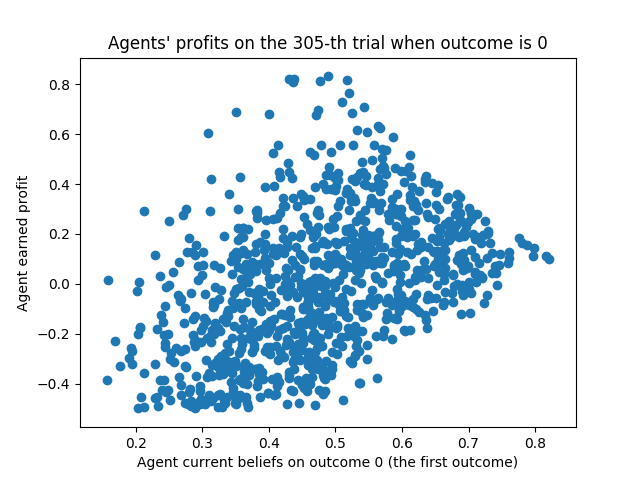 Agents' profits on the 305-th trial when outcome is 0
Agent earned profit
0.8
0.6
0.4
0.2
0.0
−0.2
−0.4
0.2 0.3 0.4 0.5 0.6 0.7 0.8
Agent current beliefs on outcome 0 (the first outcome)